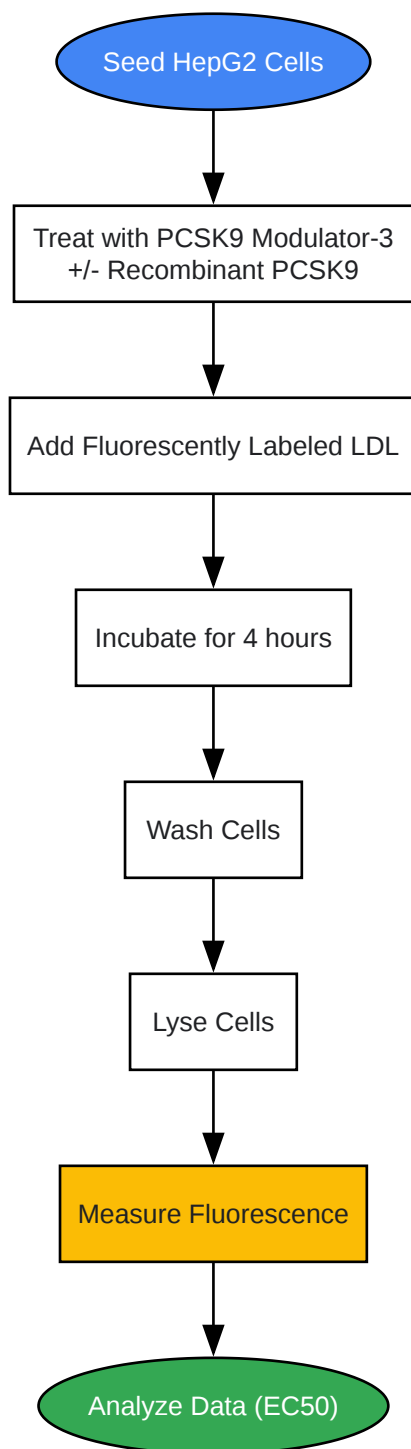 Seed HepG2 Cells
Treat with PCSK9 Modulator-3
+/- Recombinant PCSK9
Add Fluorescently Labeled LDL
Incubate for 4 hours
Wash Cells
Lyse Cells
Measure Fluorescence
Analyze Data (EC50)